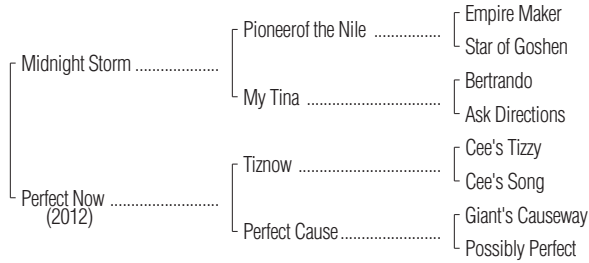 Empire Maker
Pioneerof the Nile ................
Star of Goshen
Midnight Storm .....................
Bertrando
My Tina ...........................
Ask Directions
Cee's Tizzy
Tiznow .............................
Cee's Song
Perfect Now ......................
(2012)
Giant's Causeway
Perfect Cause....................
Possibly Perfect